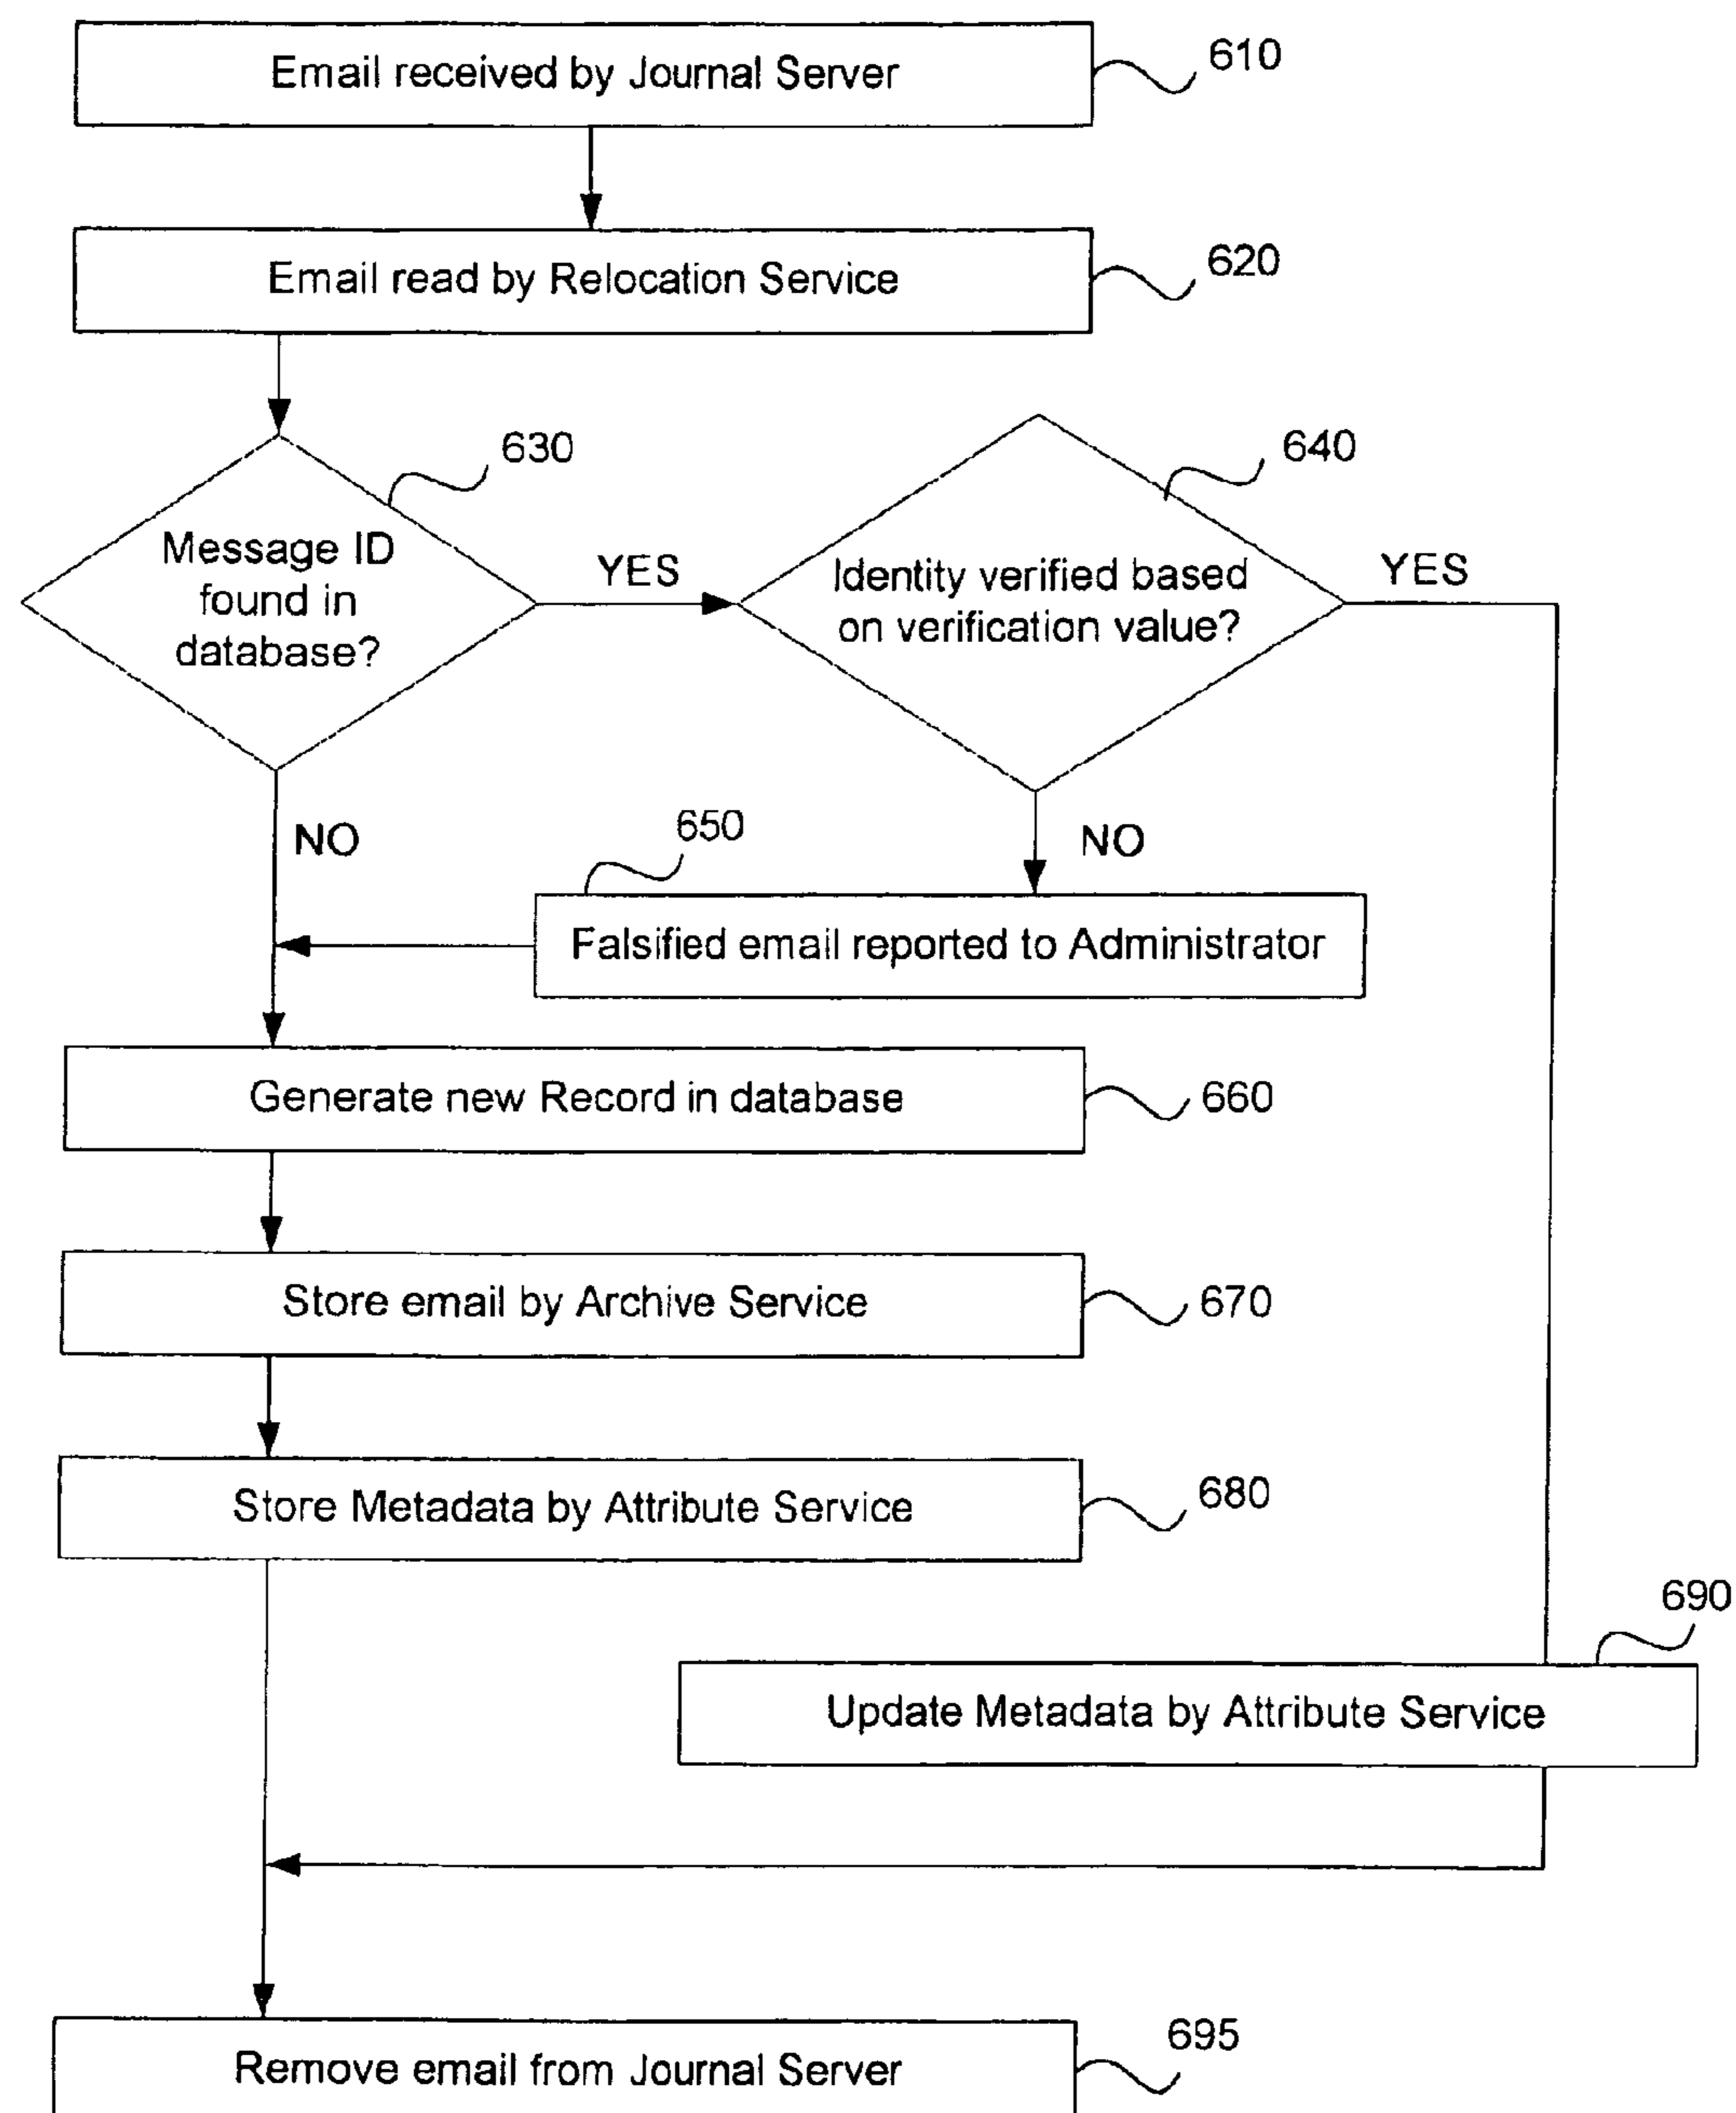 Email received by Journal Server
610
Email read by Relocation Service
620
630
640
Message ID
found in
database?
YES
Identity verified based
on verification value?
YES
NO
650
NO
Falsified email reported to Administrator
Generate new Record in database
660
Store email by Archive Service
670
Store Metadata by Attribute Service
680
690
Update Metadata by Attribute Service
Remove email from Journal Server
695